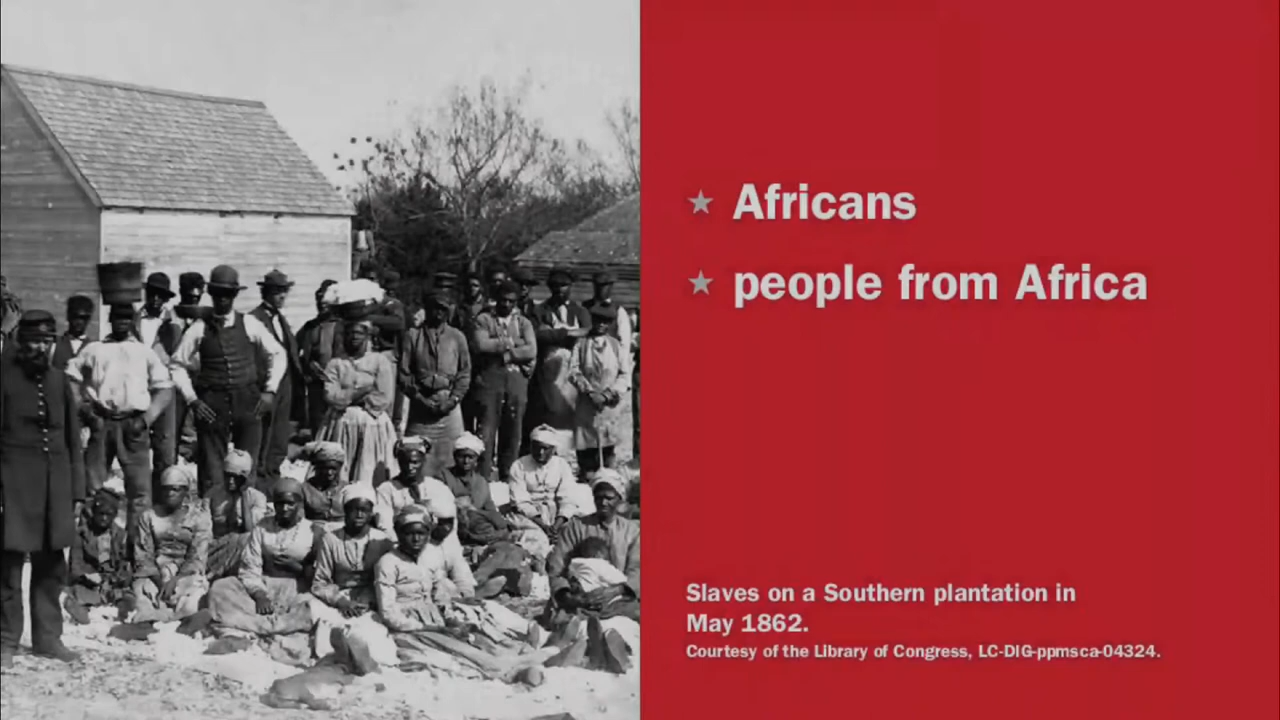 Africans
people from Africa
Slaves on a Southern plantation in
May 1862.
Courtesy of the Library of Congress, LC-DIG-ppmsca-04324.